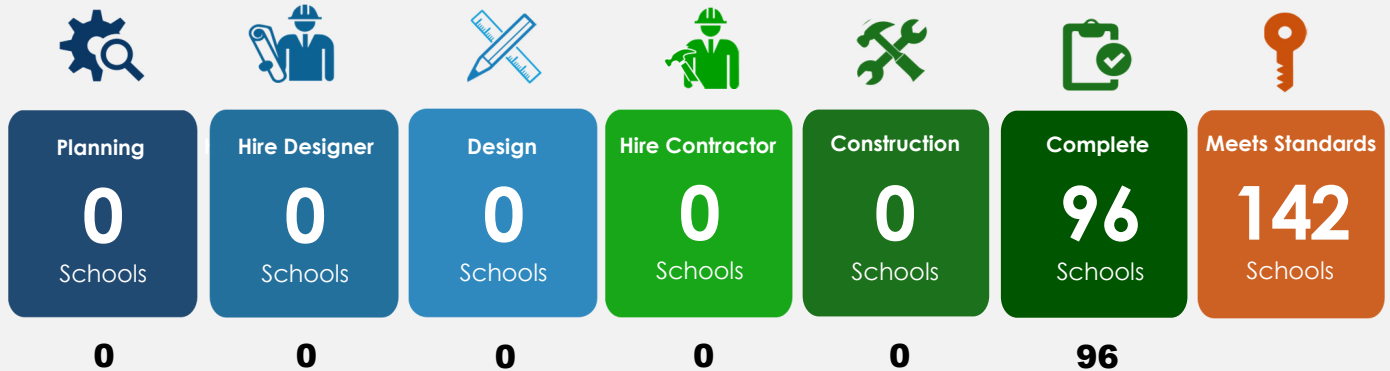 Planning
0
Schools
Hire Designer
0
Schools
Design
0
Schools
Hire Contractor
0
Schools
Construction
0
Schools
Complete
96
Schools
Meets Standards
142
Schools
0
0
0
0
0
96